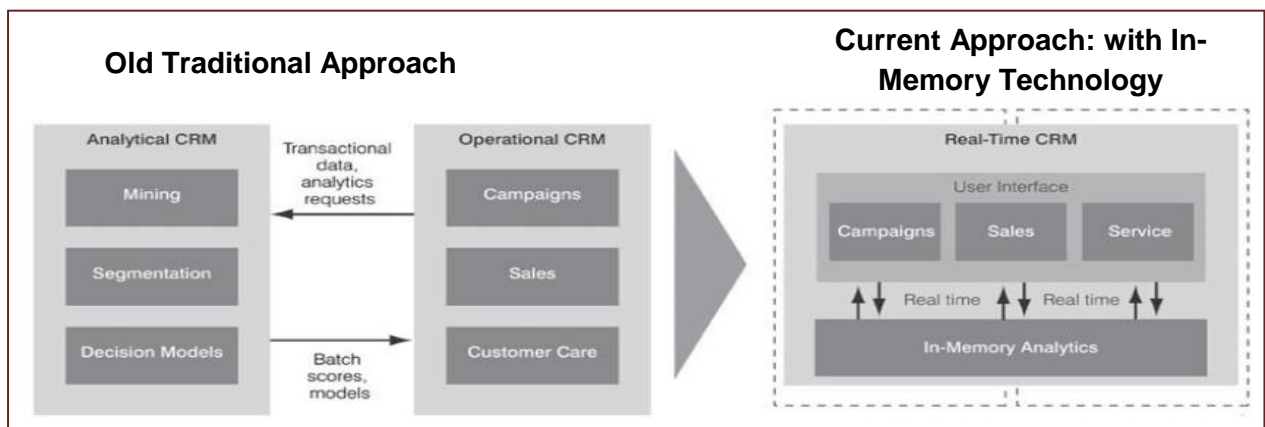 Old Traditional Approach
Current Approach: with In-
Memory Technology
Analytical CRM
Mining
Segmentation
Decision Models
Transactional
data,
analytics
requests
Batch
scores,
models
Operational CRM
Campaigns
Sales
Customer Care
Real-Time CRM
User Interface
Campaigns
Sales
Service
Real time
Real time
In-Memory Analytics